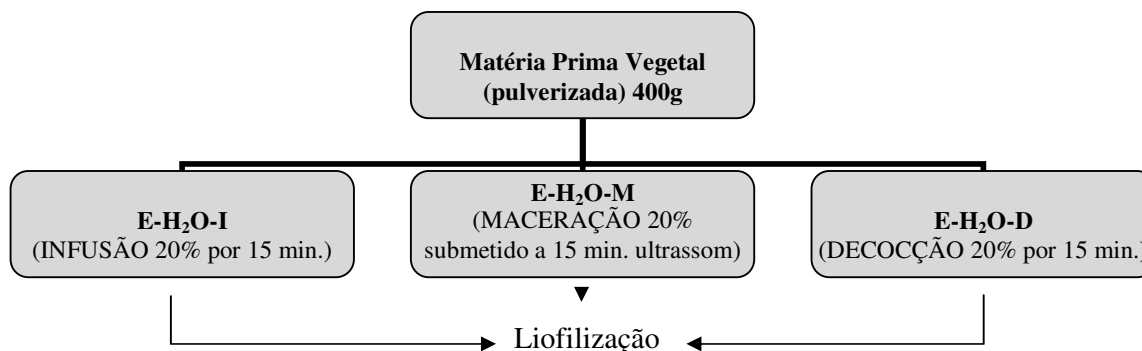 Matéria Prima Vegetal
(pulverizada) 400g
E-H₂O-I
(INFUSÃO 20% por 15 min.)
E-H₂O-M
(MACERAÇÃO 20%
submetido a 15 min. ultrassom)
E-H₂O-D
(DECOCÇÃO 20% por 15 min.)
Liofilização